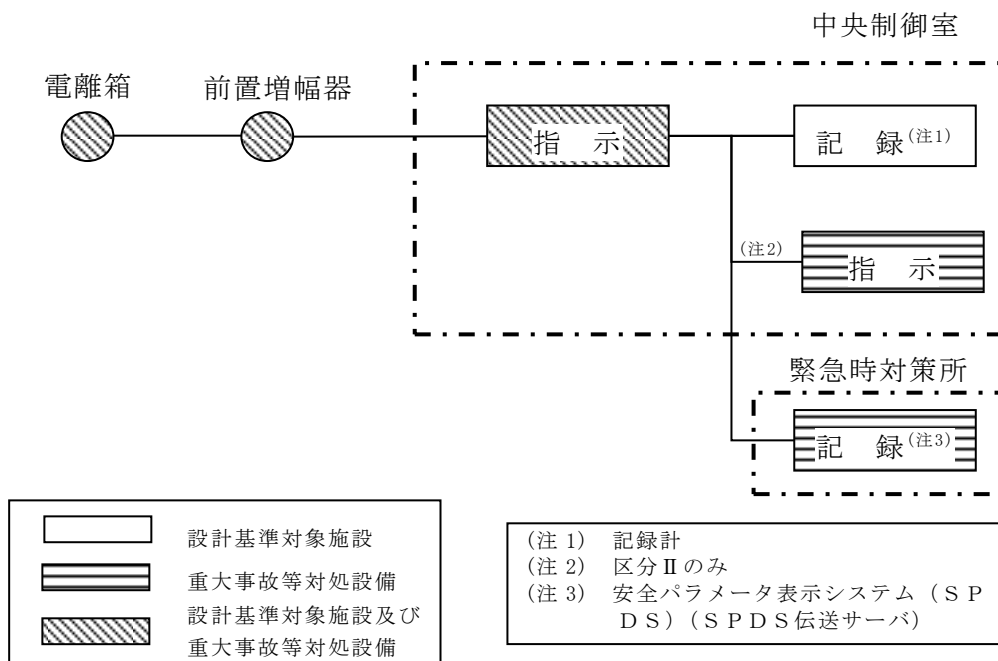 中央制御室
電離箱
前置増幅器
指 示
記 録(注1)
(注2)
指 示
緊急時対策所
記 録(注3)
設計基準対象施設
重大事故等対処設備
設計基準対象施設及び
重大事故等対処設備
(注 1) 記録計
(注 2) 区分Ⅱのみ
(注 3) 安全パラメータ表示システム(SP
DS)(SPDS伝送サーバ)